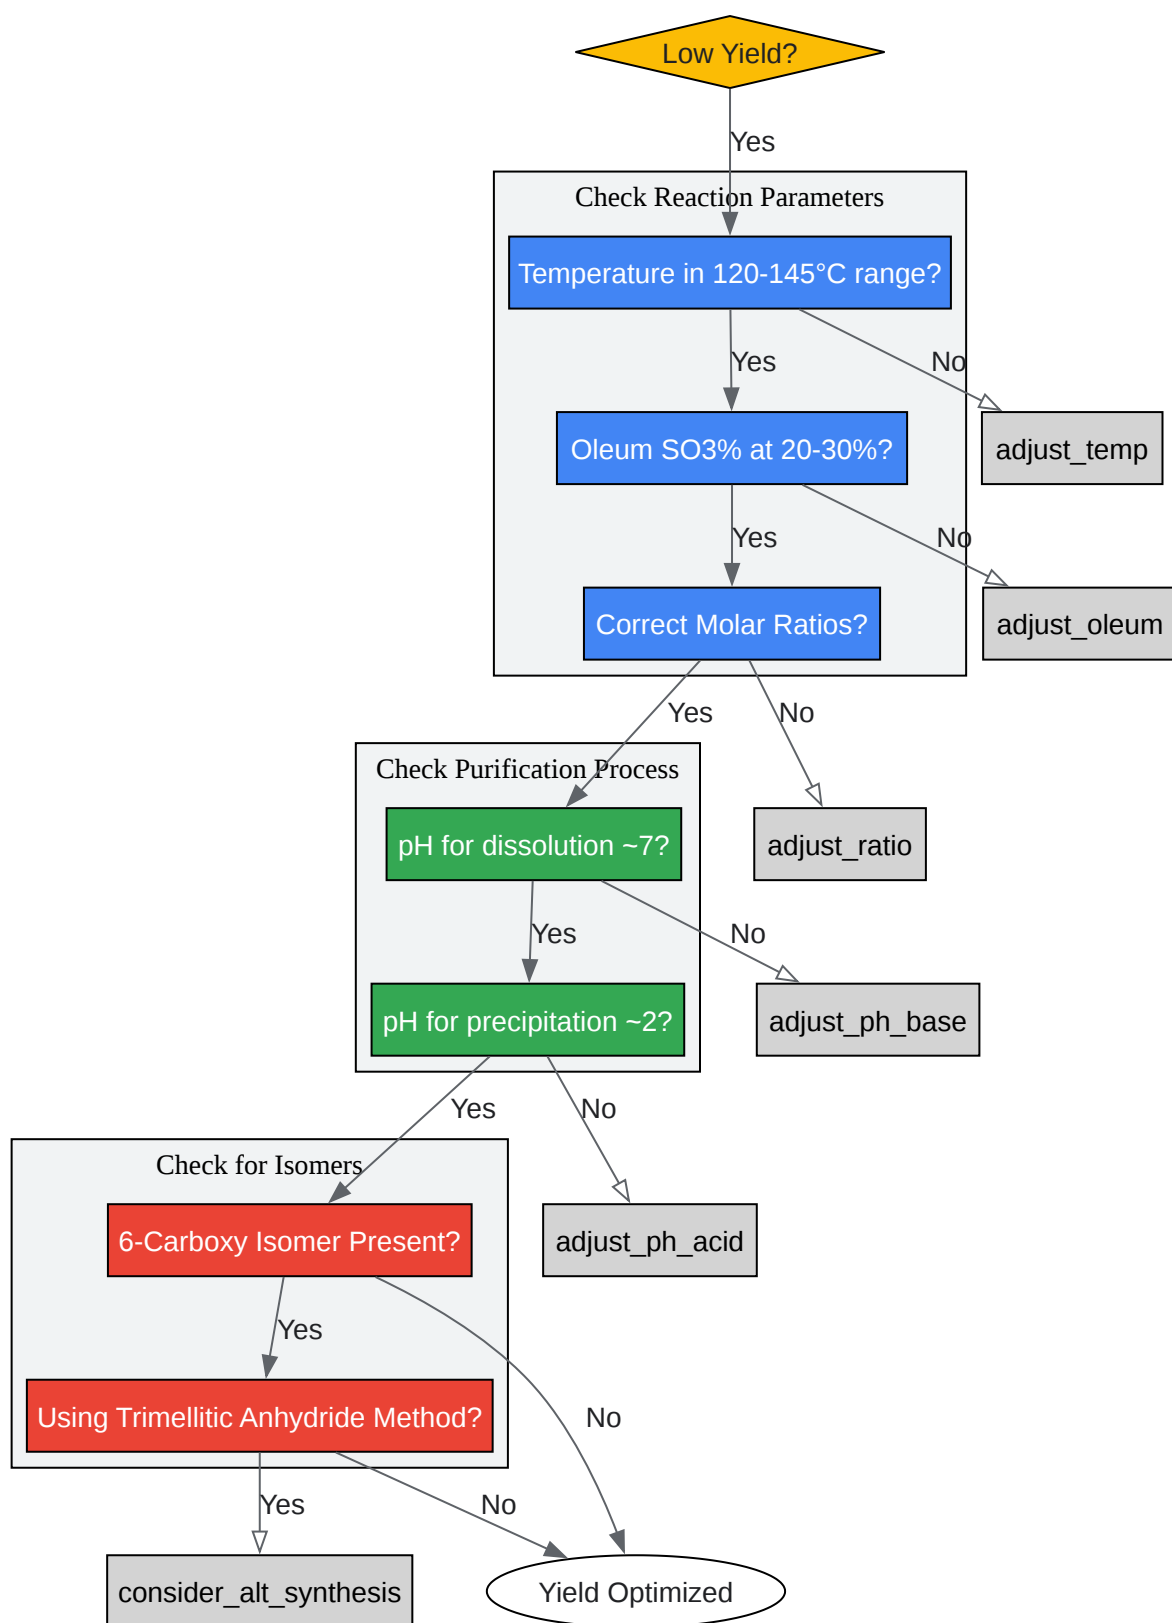 Low Yield?
Yes
Check Reaction Parameters
Temperature in 120-145°C range?
Yes
No
Oleum SO3% at 20-30%?
adjust_temp
Yes
No
Correct Molar Ratios?
adjust_oleum
Yes
No
Check Purification Process
pH for dissolution ~7?
adjust_ratio
Yes
No
pH for precipitation ~2?
adjust_ph_base
Yes
No
Check for Isomers
6-Carboxy Isomer Present?
adjust_ph_acid
Yes
No
Using Trimellitic Anhydride Method?
Yes
No
consider_alt_synthesis
Yield Optimized